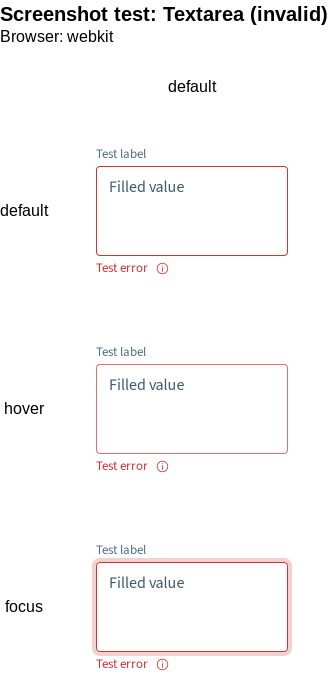 Screenshot test: Textarea (invalid)
Browser: webkit
default
Test label
default
Filled value
Test error
Test label
hover
Filled value
Test error
Test label
focus
Filled value
Test error